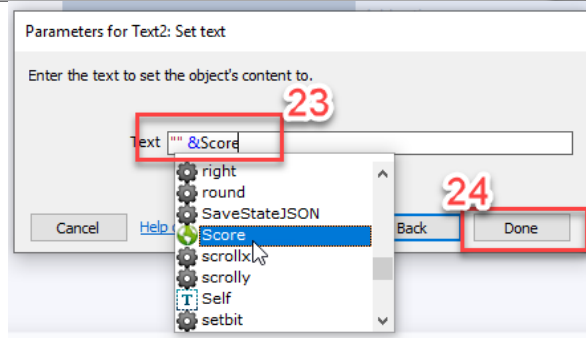 Parameters for Text2: Set text
Enter the text to set the object's content to.
23
Text "" &Score
right
round
SaveStateJSON
24
Cancel Help Score Back Done
scrollx
scrolly
T Self
setbit